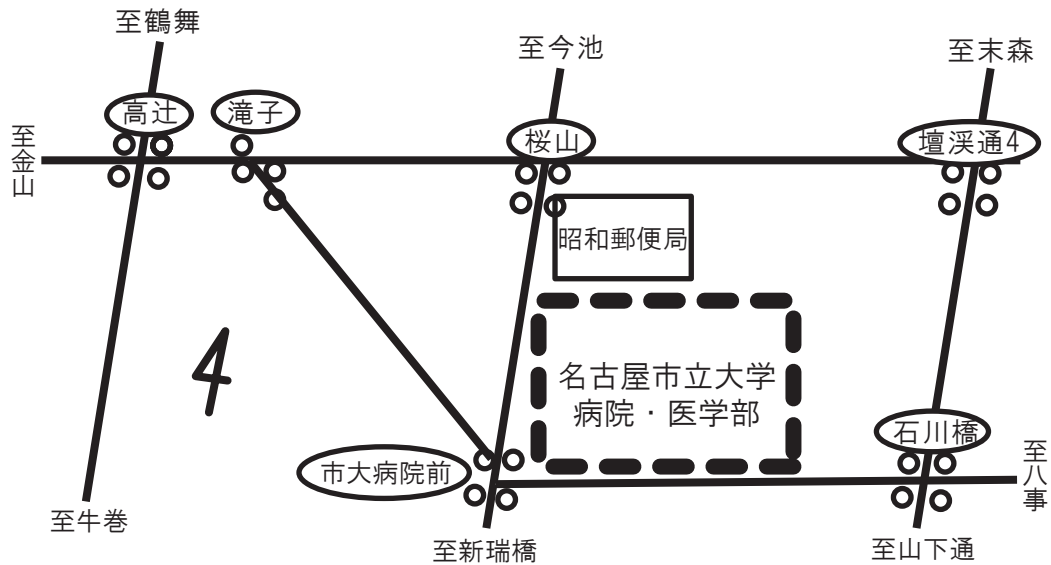 至鶴舞
至今池
至末森
高辻
滝子
桜山
壇渓通4
至金山
昭和郵便局
名古屋市立大学
病院・医学部
石川橋
市大病院前
至八事
至牛巻
至新瑞橋
至山下通